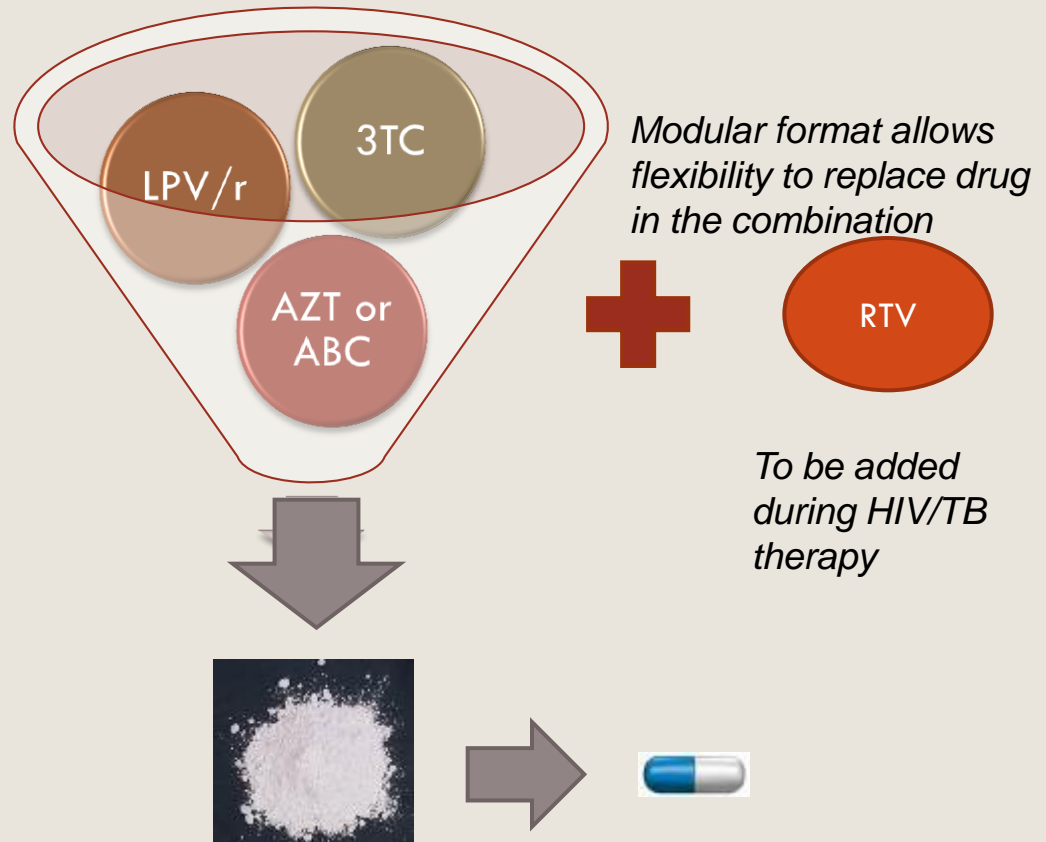 3TC
LPV/r
AZT or
ABC
Modular format allows
flexibility to replace drug
in the combination
RTV
To be added
during HIV/TB
therapy